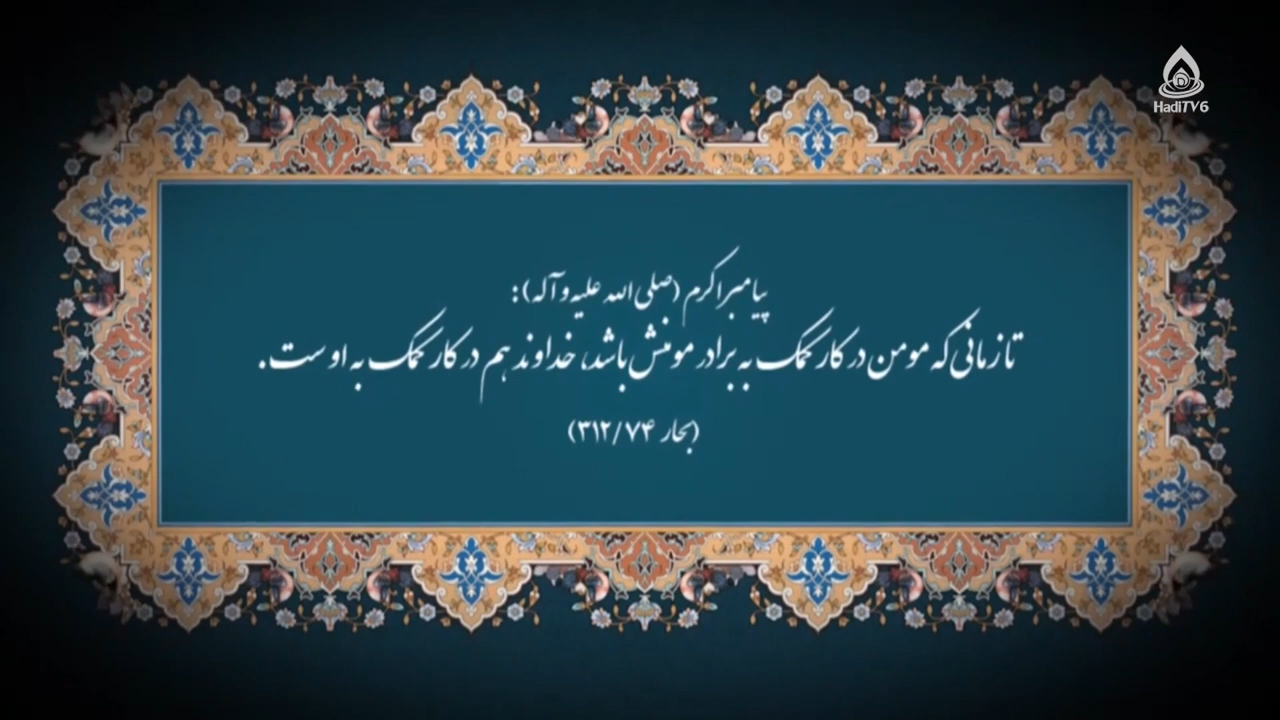 HadiTV6
پیامبر اکرم (صلی الله علیه و آله):
تا زمانی که مومن در کار کمک به برادر مومنش باشد، خداوند هم در کار کمک به اوست.
(بحار ۳۱۲/۷۴)